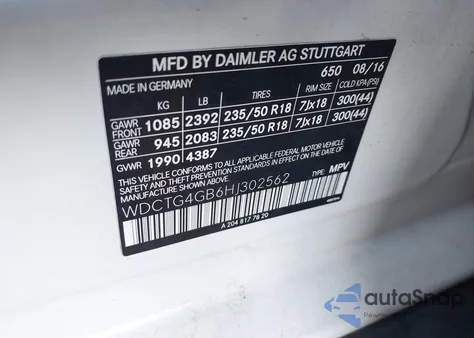 MFD BY DAIMLER AG STUTTGART
MADE IN GERMANY 650 08/16
KG LB TIRES RIM SIZE COLD KPA(PSI)
GAWR FRONT 1085 2392 235/50 R18 7Jx18 300(44)
GAWR REAR 945 2083 235/50 R18 7Jx18 300(44)
GVWR 1990 4387
THIS VEHICLE CONFORMS TO ALL APPLICABLE FEDERAL MOTOR VEHICLE
SAFETY, BUMPER, AND THEFT PREVENTION STANDARDS
IN EFFECT ON THE DATE OF MANUFACTURE SHOWN ABOVE.
WDCTG4GB6HJ302562 TYPE: MPV
A 204 817 78 20
autoSnap